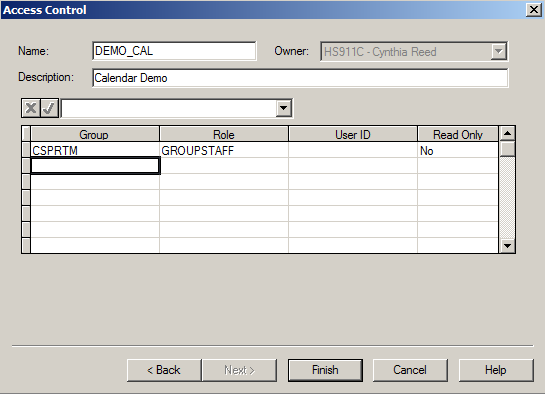 Access Control
Name: DEMO_CAL Owner: HS911C - Cynthia Reed
Description: Calendar Demo
Group Role User ID Read Only
CSPRTM GROUPSTAFF No
< Back Next > Finish Cancel Help